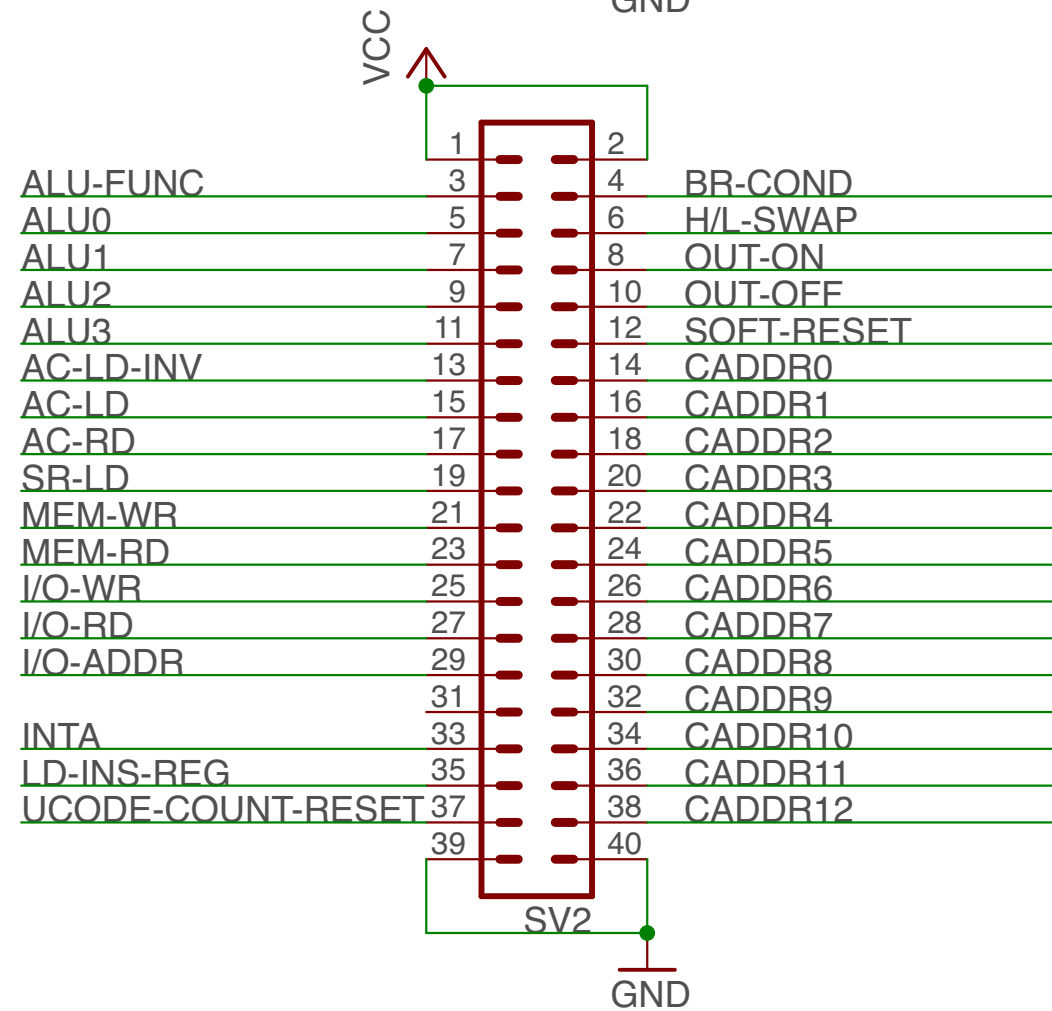 GND
VCC
1 2
ALU-FUNC 3 4 BR-COND
ALU0 5 6 H/L-SWAP
ALU1 7 8 OUT-ON
ALU2 9 10 OUT-OFF
ALU3 11 12 SOFT-RESET
AC-LD-INV 13 14 CADDR0
AC-LD 15 16 CADDR1
AC-RD 17 18 CADDR2
SR-LD 19 20 CADDR3
MEM-WR 21 22 CADDR4
MEM-RD 23 24 CADDR5
I/O-WR 25 26 CADDR6
I/O-RD 27 28 CADDR7
I/O-ADDR 29 30 CADDR8
31 32 CADDR9
INTA 33 34 CADDR10
LD-INS-REG 35 36 CADDR11
UCODE-COUNT-RESET 37 38 CADDR12
39 40
SV2
GND